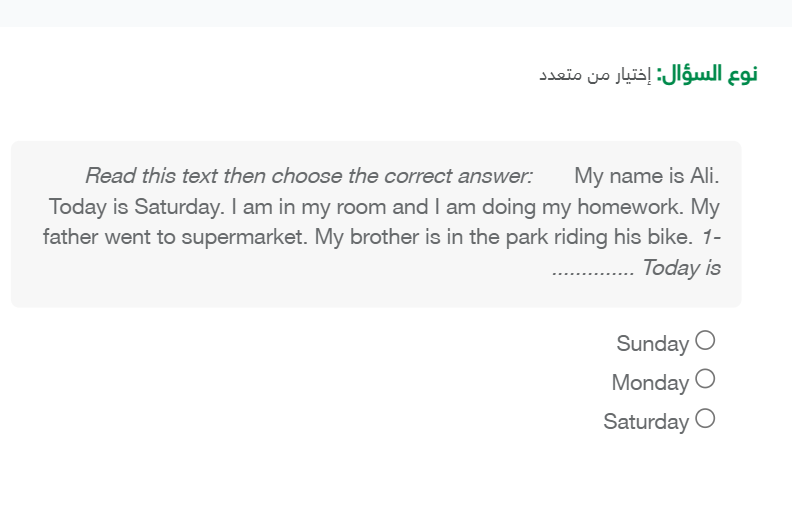 نوع السؤال: إختيار من متعدد
Read this text then choose the correct answer: My name is Ali.
Today is Saturday. I am in my room and I am doing my homework. My
father went to supermarket. My brother is in the park riding his bike. 1-
.............. Today is
Sunday
Monday
Saturday